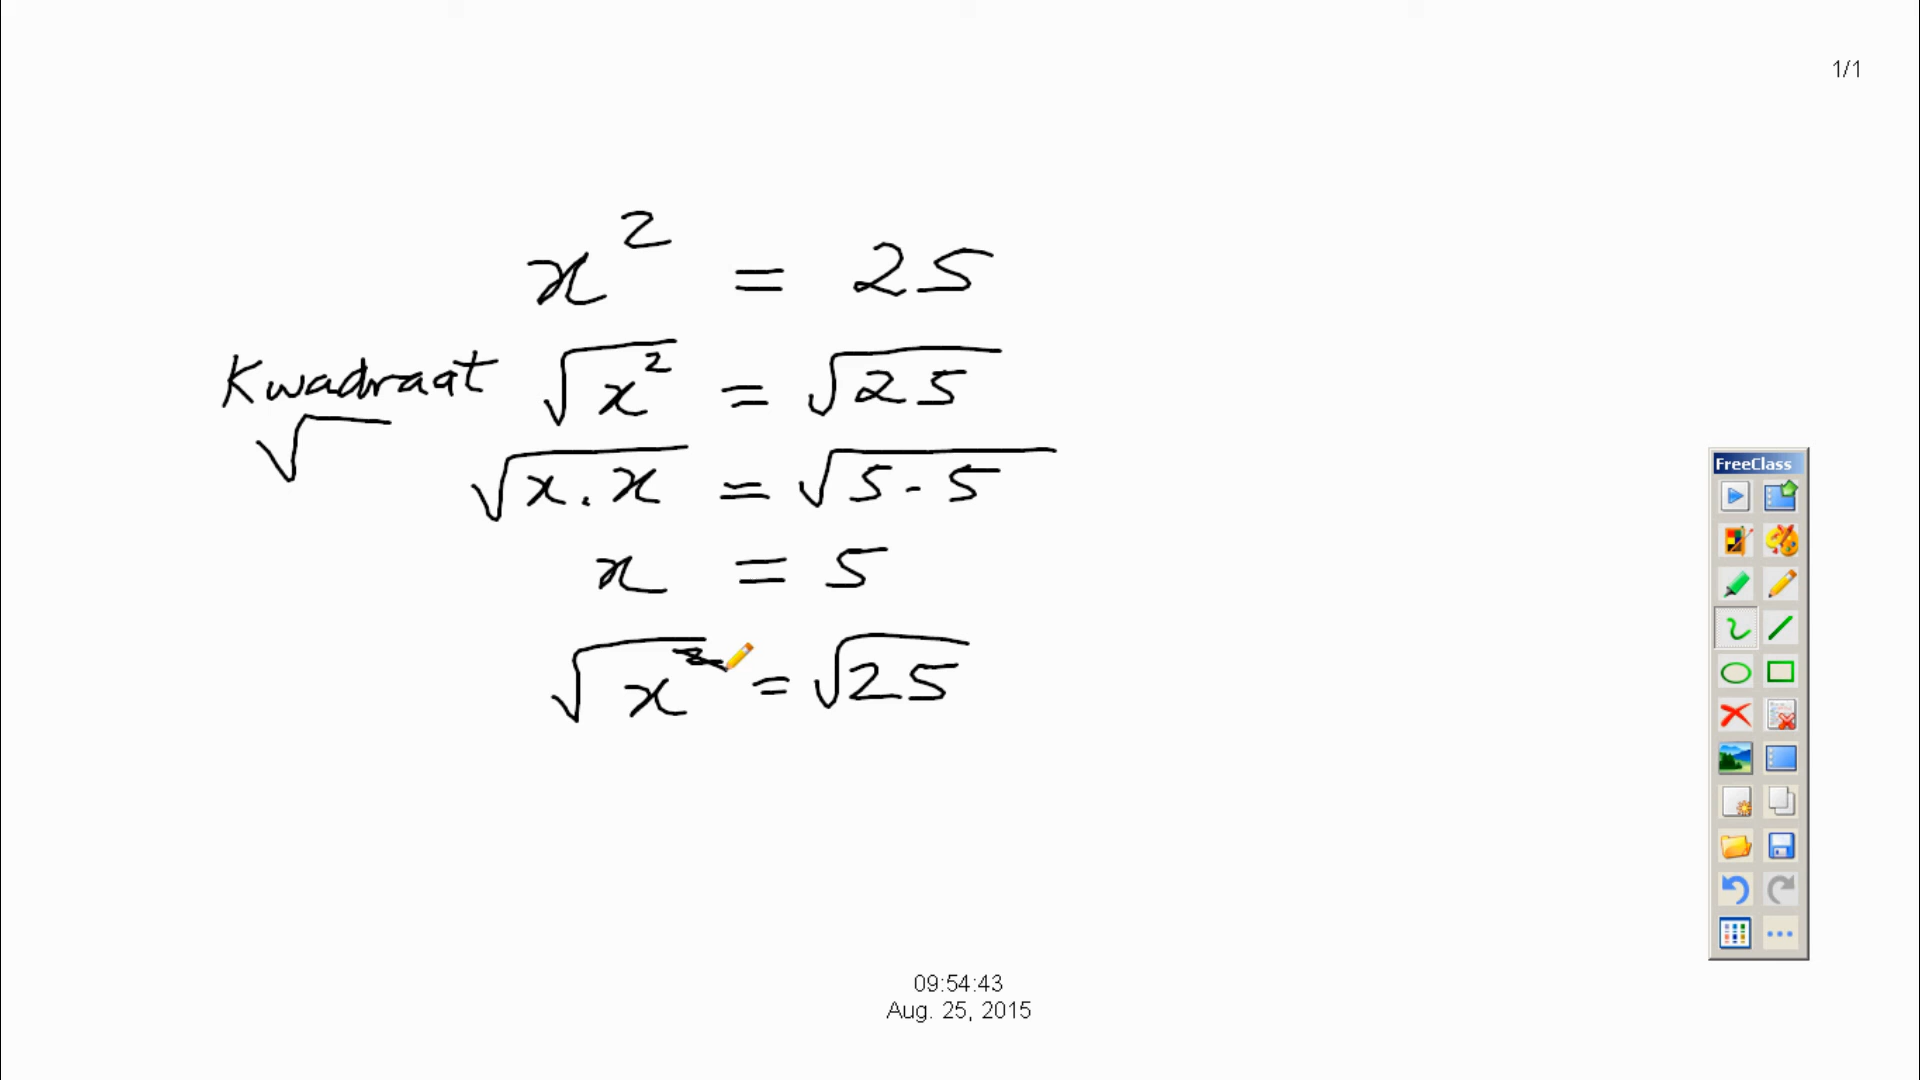 1/1
x² = 25
Kwadraat √x² = √25
√
√x.x = √5.5
x = 5
√x = √25
FreeClass
09:54:43
Aug. 25, 2015